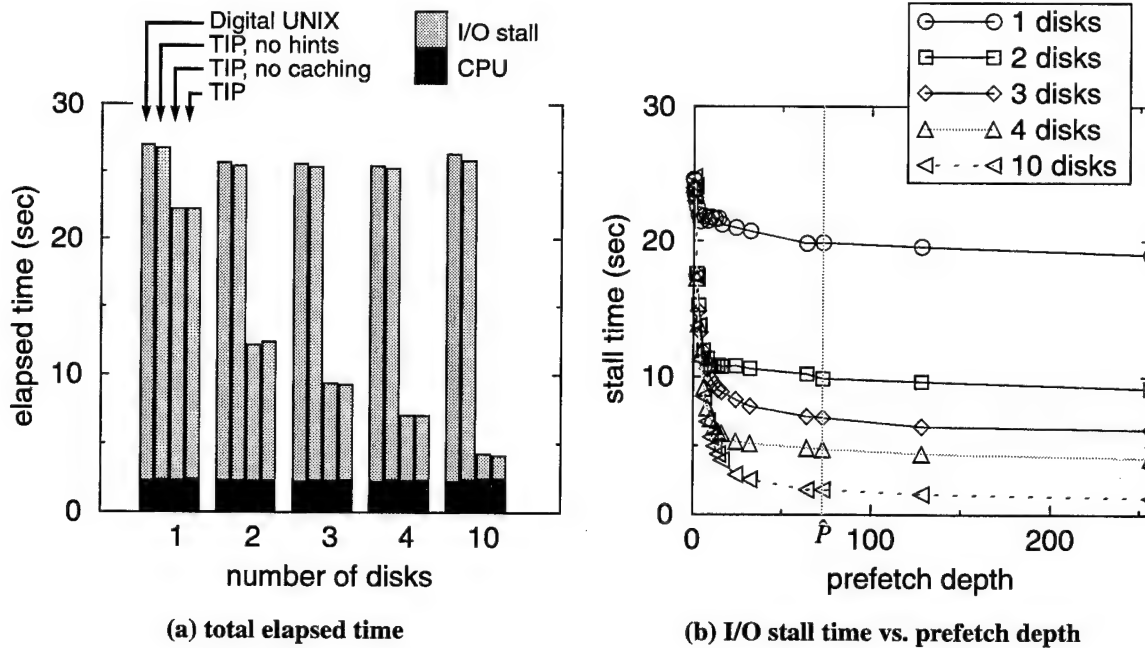 Digital UNIX
TIP, no hints
TIP, no caching
TIP
I/O stall
CPU
30
20
10
0
elapsed time (sec)
1 2 3 4 10
number of disks
(a) total elapsed time
1 disks
2 disks
3 disks
4 disks
10 disks
30
20
10
0
stall time (sec)
0 P̂ 100 200
prefetch depth
(b) I/O stall time vs. prefetch depth